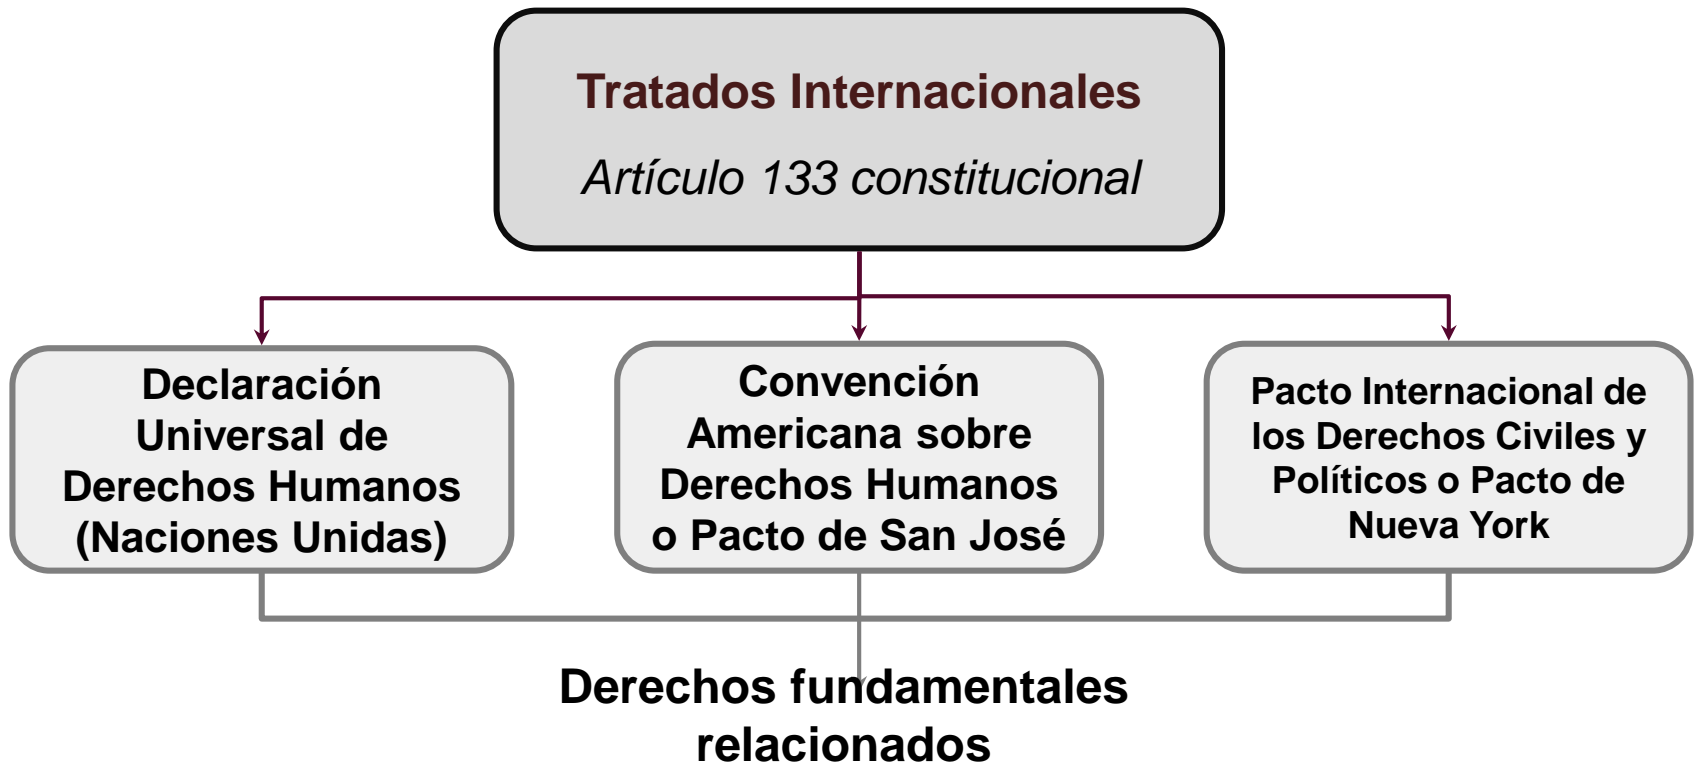 Tratados Internacionales
Artículo 133 constitucional
Declaración
Universal de
Derechos Humanos
(Naciones Unidas)
Convención
Americana sobre
Derechos Humanos
o Pacto de San José
Pacto Internacional de
los Derechos Civiles y
Políticos o Pacto de
Nueva York
Derechos fundamentales
relacionados